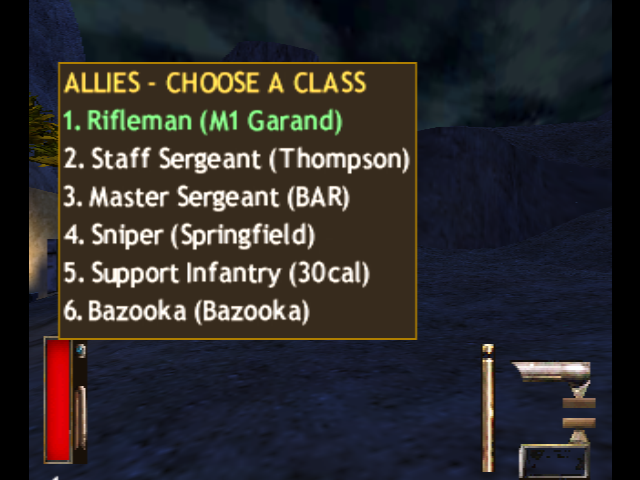 ALLIES - CHOOSE A CLASS
1. Rifleman (M1 Garand)
2. Staff Sergeant (Thompson)
3. Master Sergeant (BAR)
4. Sniper (Springfield)
5. Support Infantry (30cal)
6. Bazooka (Bazooka)